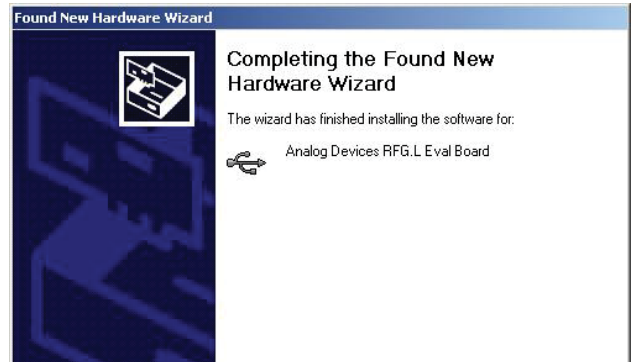 Found New Hardware Wizard
Completing the Found New
Hardware Wizard
The wizard has finished installing the software for:
Analog Devices RFG.L Eval Board